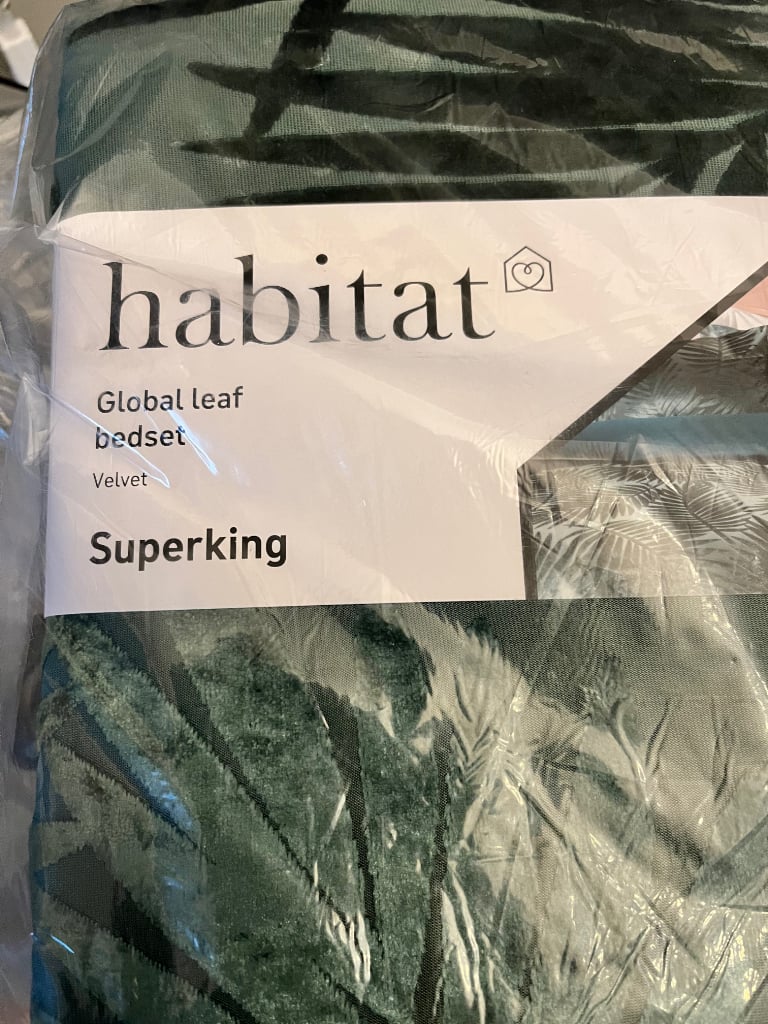 habitat
Global leaf
bedset
Velvet
Superking